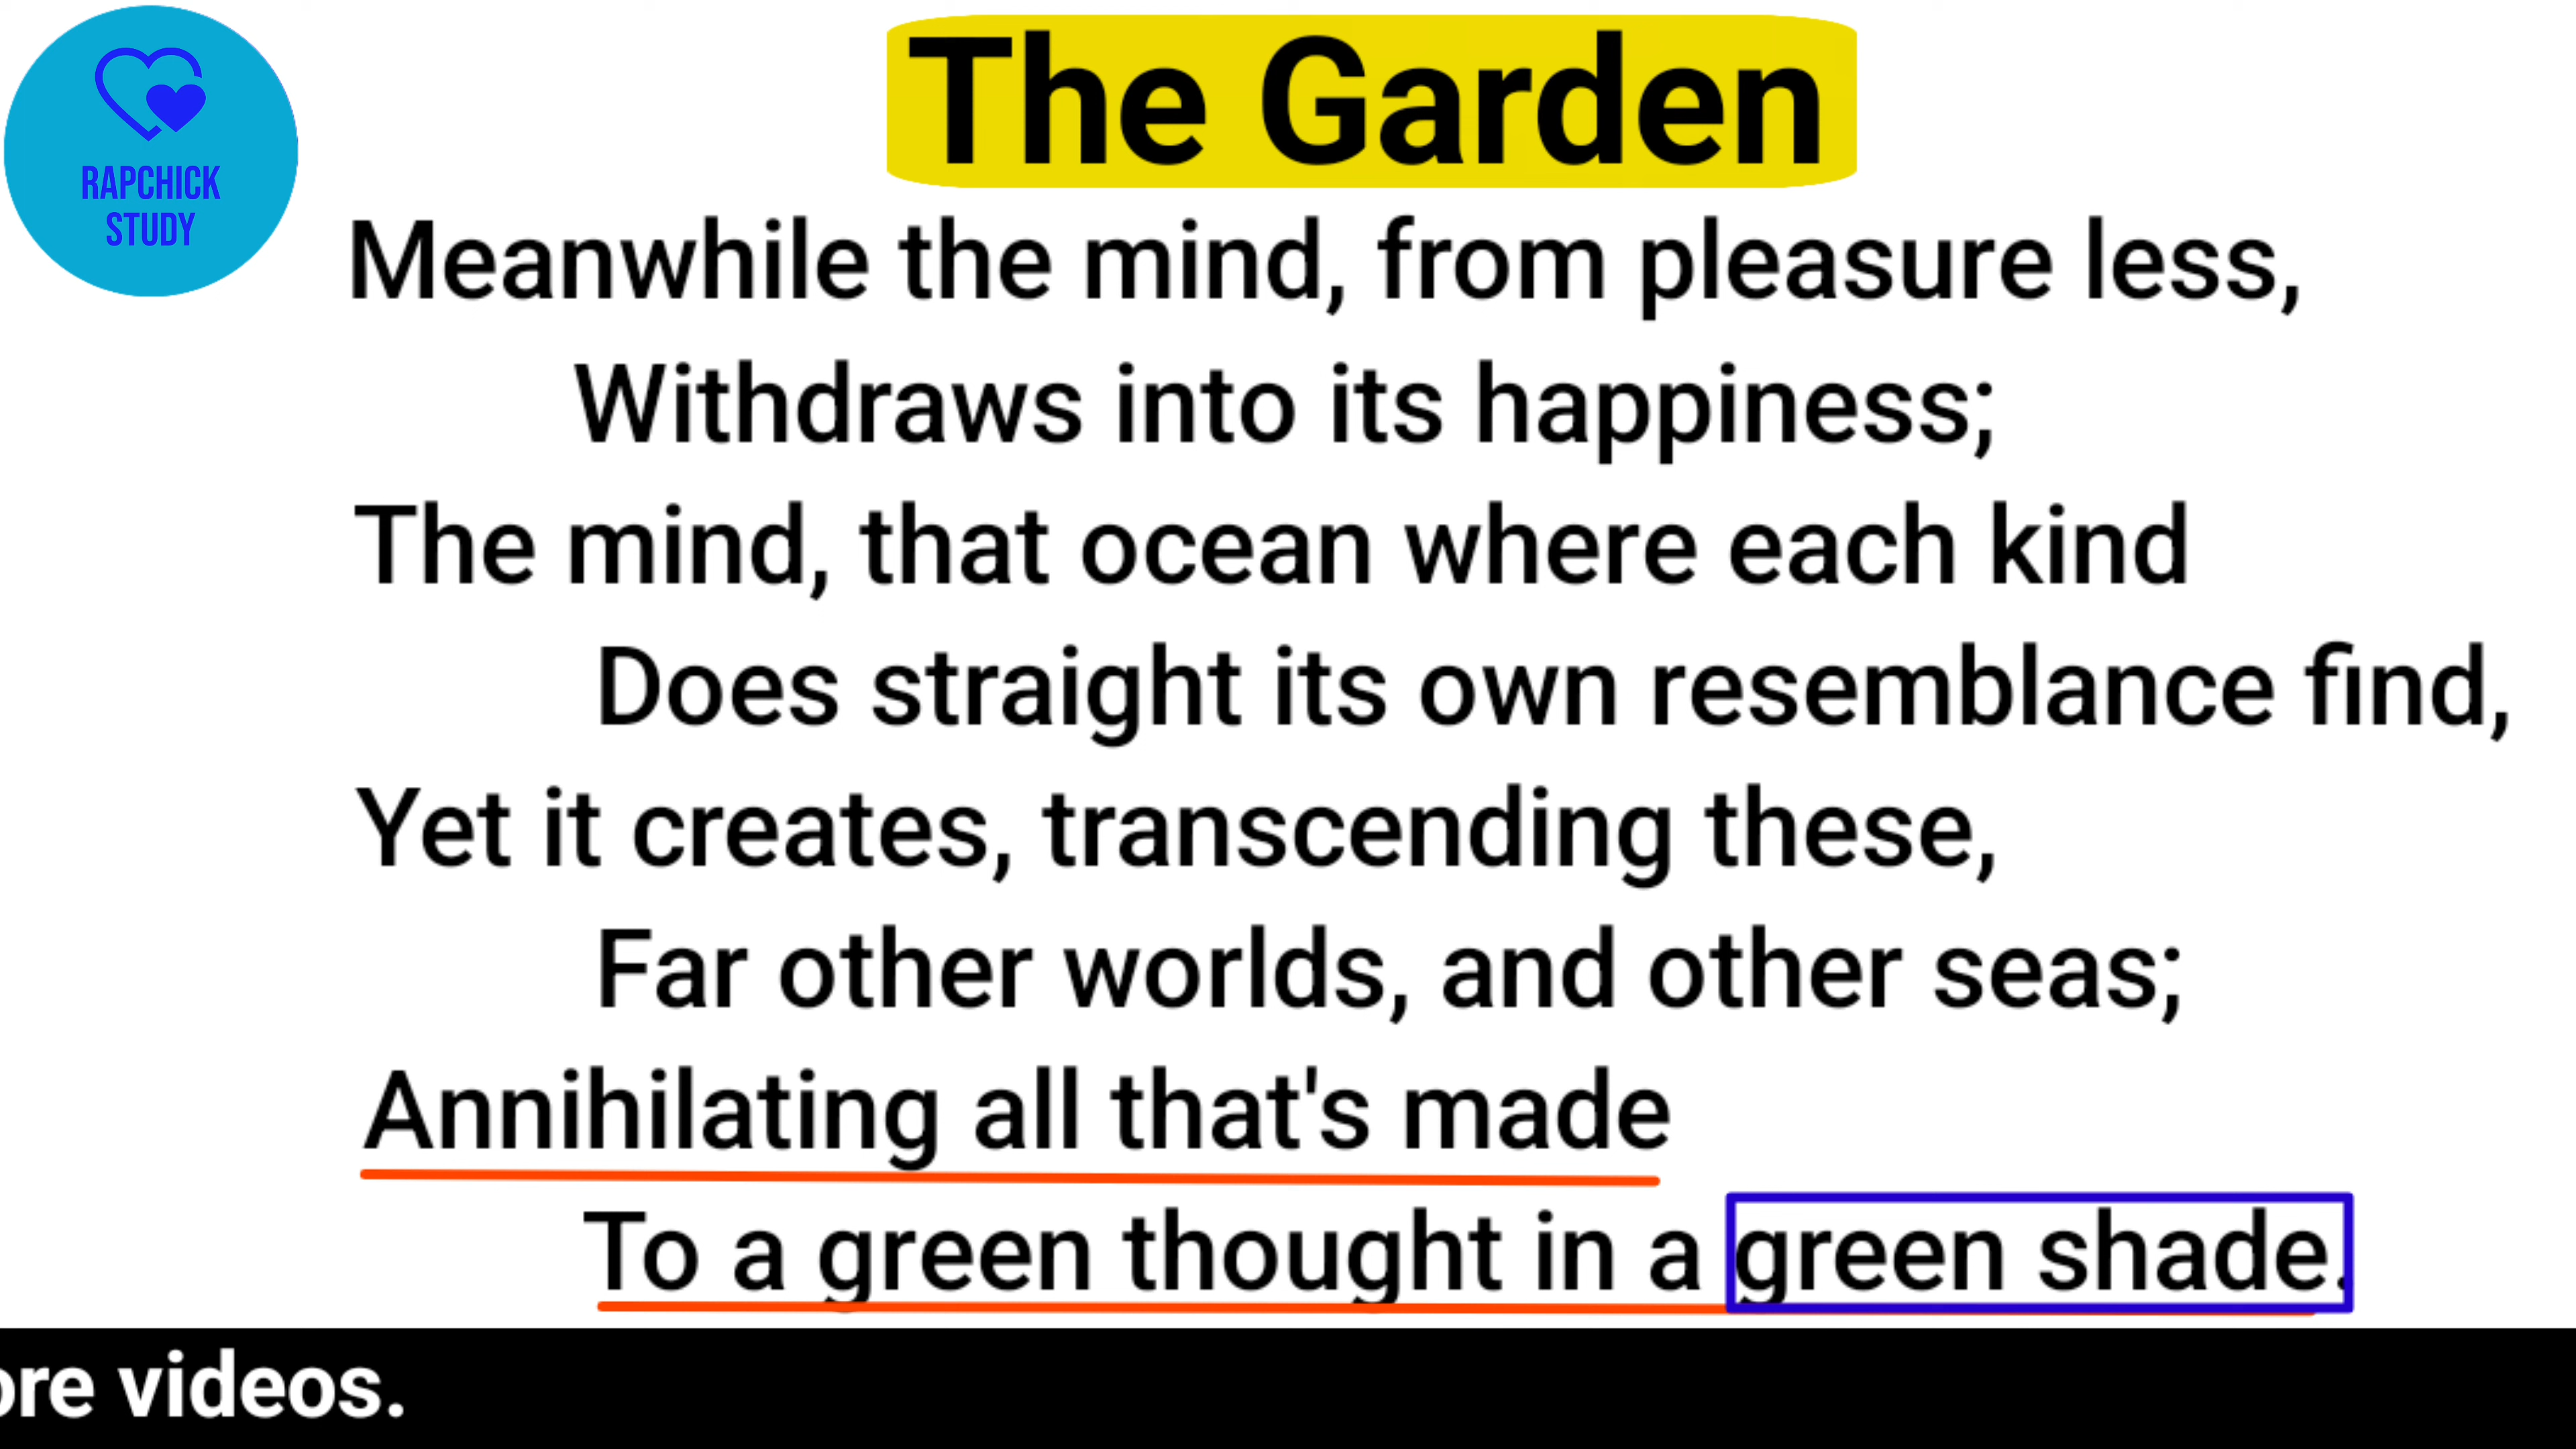 RAPCHICK
STUDY
The Garden
Meanwhile the mind, from pleasure less,
Withdraws into its happiness;
The mind, that ocean where each kind
Does straight its own resemblance find,
Yet it creates, transcending these,
Far other worlds, and other seas;
Annihilating all that's made
To a green thought in a green shade.
ore videos.